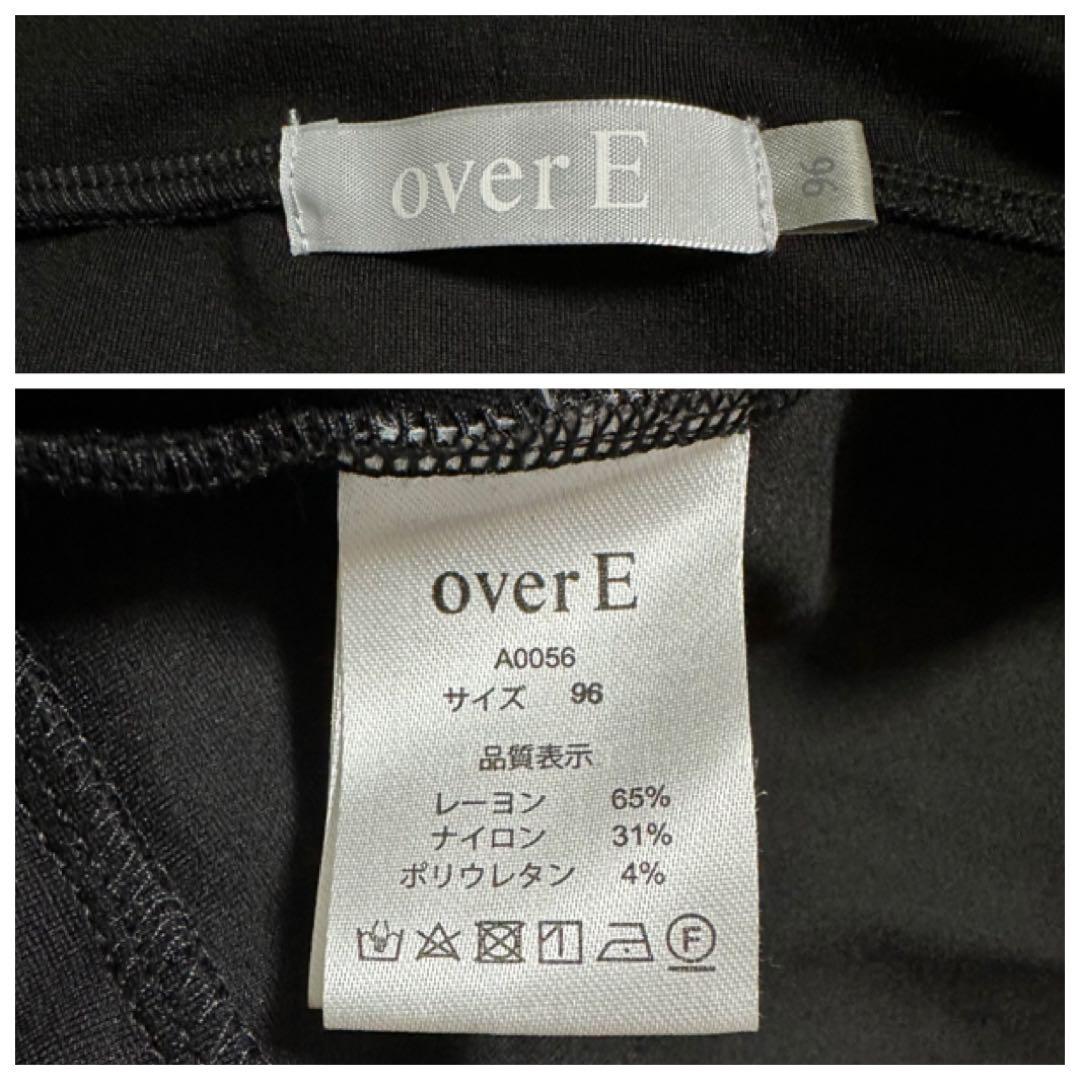 over E
96
over E
A0056
サイズ 96
品質表示
レーヨン 65%
ナイロン 31%
ポリウレタン 4%
F